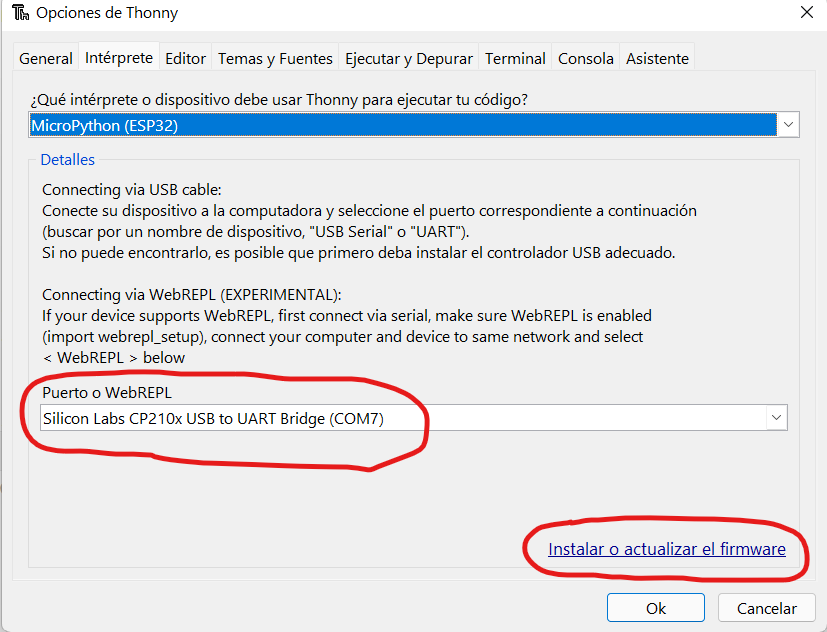 Th Opciones de Thonny
General Intérprete Editor Temas y Fuentes Ejecutar y Depurar Terminal Consola Asistente
¿Qué intérprete o dispositivo debe usar Thonny para ejecutar tu código?
MicroPython (ESP32)
Detalles
Connecting via USB cable:
Conecte su dispositivo a la computadora y seleccione el puerto correspondiente a continuación
(buscar por un nombre de dispositivo, "USB Serial" o "UART").
Si no puede encontrarlo, es posible que primero deba instalar el controlador USB adecuado.
Connecting via WebREPL (EXPERIMENTAL):
If your device supports WebREPL, first connect via serial, make sure WebREPL is enabled
(import webrepl_setup), connect your computer and device to same network and select
< WebREPL > below
Puerto o WebREPL
Silicon Labs CP210x USB to UART Bridge (COM7)
Instalar o actualizar el firmware
Ok Cancelar